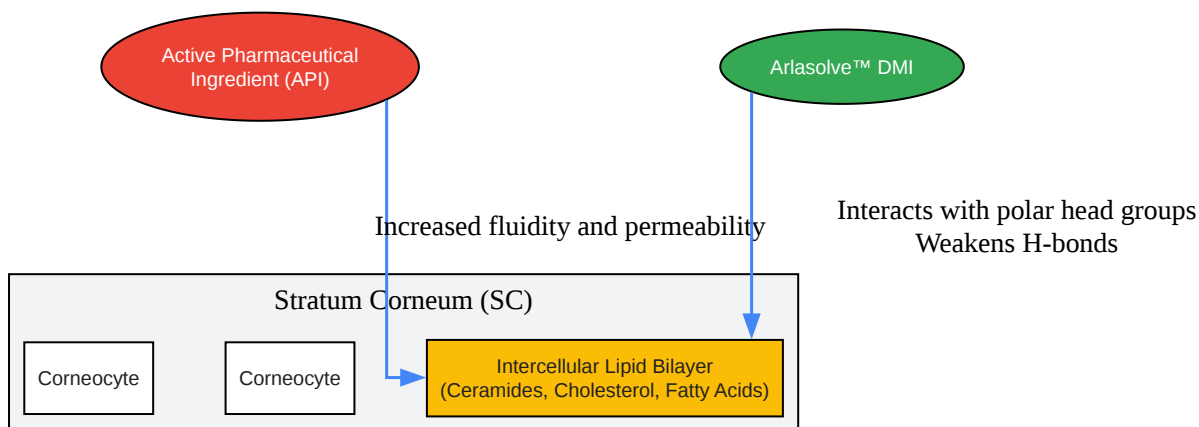 Active Pharmaceutical
Ingredient (API)
Arlasolve™ DMI
Increased fluidity and permeability
Interacts with polar head groups
Weakens H-bonds
Stratum Corneum (SC)
Corneocyte
Corneocyte
Intercellular Lipid Bilayer
(Ceramides, Cholesterol, Fatty Acids)